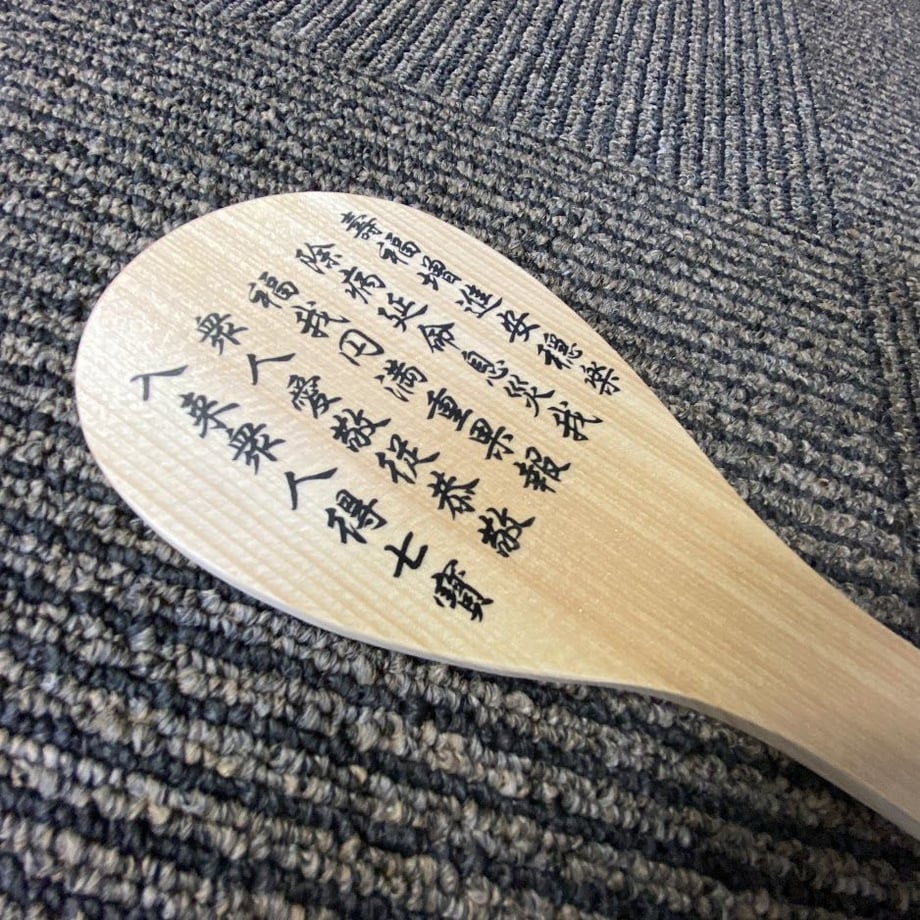 壽福増進安穏楽
除病延命息災我
福我円満重果報
衆人愛敬従恭敬
入来衆人得七寶